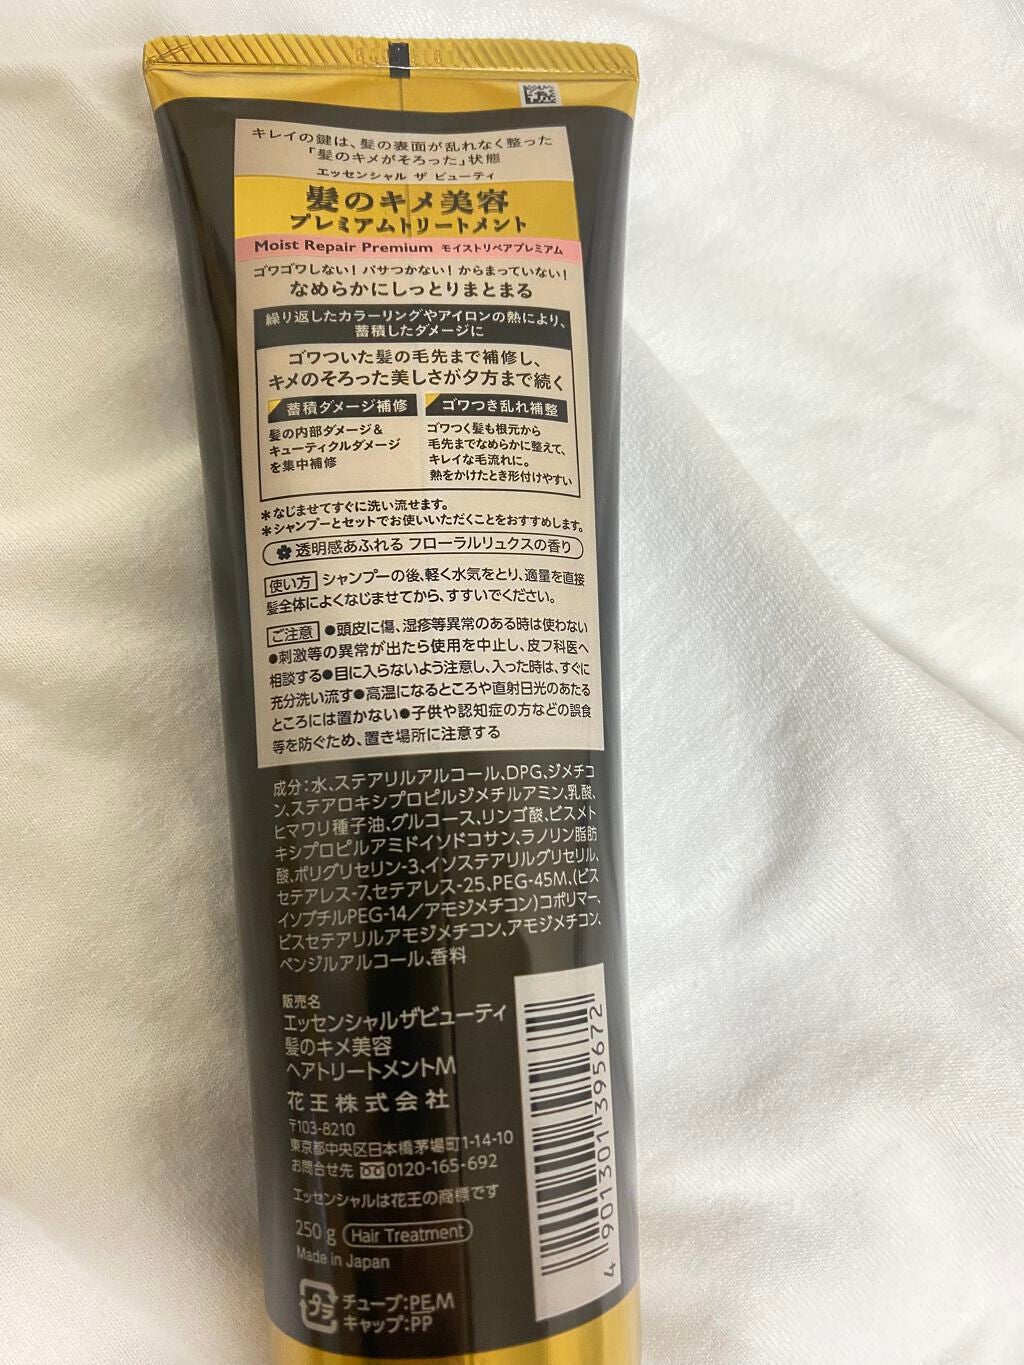 キレイの鍵は、髪の表面が乱れなく整った
「髪のキメがそろった」状態
エッセンシャル ザ ビューティ
髪のキメ美容
プレミアムトリートメント
Moist Repair Premium モイストリペアプレミアム
ゴワゴワしない! パサつかない! からまっていない!
なめらかにしっとりまとまる
繰り返したカラーリングやアイロンの熱により、
蓄積したダメージに
ゴワついた髪の毛先まで補修し、
キメのそろった美しさが夕方まで続く
蓄積ダメージ補修
髪の内部ダメージ&
キューティクルダメージ
を集中補修
ゴワつき乱れ補整
ゴワつく髪も根元から
毛先までなめらかに整えて、
キレイな毛流れに。
熱をかけたとき形付けやすい
*なじませてすぐに洗い流せます。
*シャンプーとセットでお使いいただくことをおすすめします。
透明感あふれる フローラルリュクスの香り
使い方 シャンプーの後、軽く水気をとり、適量を直接
髪全体によくなじませてから、すすいでください。
ご注意 ●頭皮に傷、湿疹等異常のある時は使わない
●刺激等の異常が出たら使用を中止し、皮フ科医へ
相談する●目に入らないよう注意し、入った時は、すぐに
充分洗い流す●高温になるところや直射日光のあたる
ところには置かない●子供や認知症の方などの誤食
等を防ぐため、置き場所に注意する
成分:水、ステアリルアルコール、DPG、ジメチコ
ン、ステアロキシプロピルジメチルアミン、乳酸、
ヒマワリ種子油、グルコース、リンゴ酸、ビスメト
キシプロピルアミドイソドコサン、ラノリン脂肪
酸、ポリグリセリン-3、イソステアリルグリセリル、
セテアレス-7、セテアレス-25、PEG-45M、(ビス
イソブチルPEG-14/アモジメチコン)コポリマー、
ビスセテアリルアモジメチコン、アモジメチコン、
ベンジルアルコール、香料
販売名
エッセンシャルザビューティ
髪のキメ美容
ヘアトリートメントM
花王株式会社
〒103-8210
東京都中央区日本橋茅場町1-14-10
お問合せ先 0120-165-692
エッセンシャルは花王の商標です
250 g Hair Treatment
Made in Japan
プラ チューブ:PE,M
キャップ:PP
4 901301 395672